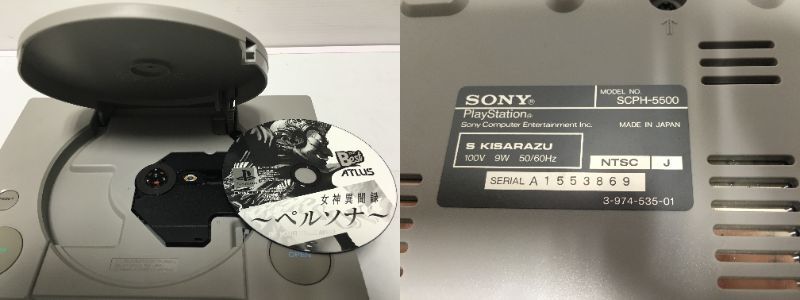 Best
ATLUS
女神異聞録
～ペルソナ～
OPEN
SONY®
PlayStation®
Sony Computer Entertainment Inc.
MODEL NO.
SCPH-5500
MADE IN JAPAN
S KISARAZU
100V 9W 50/60Hz
NTSC J
SERIAL A1553869
3-974-535-01